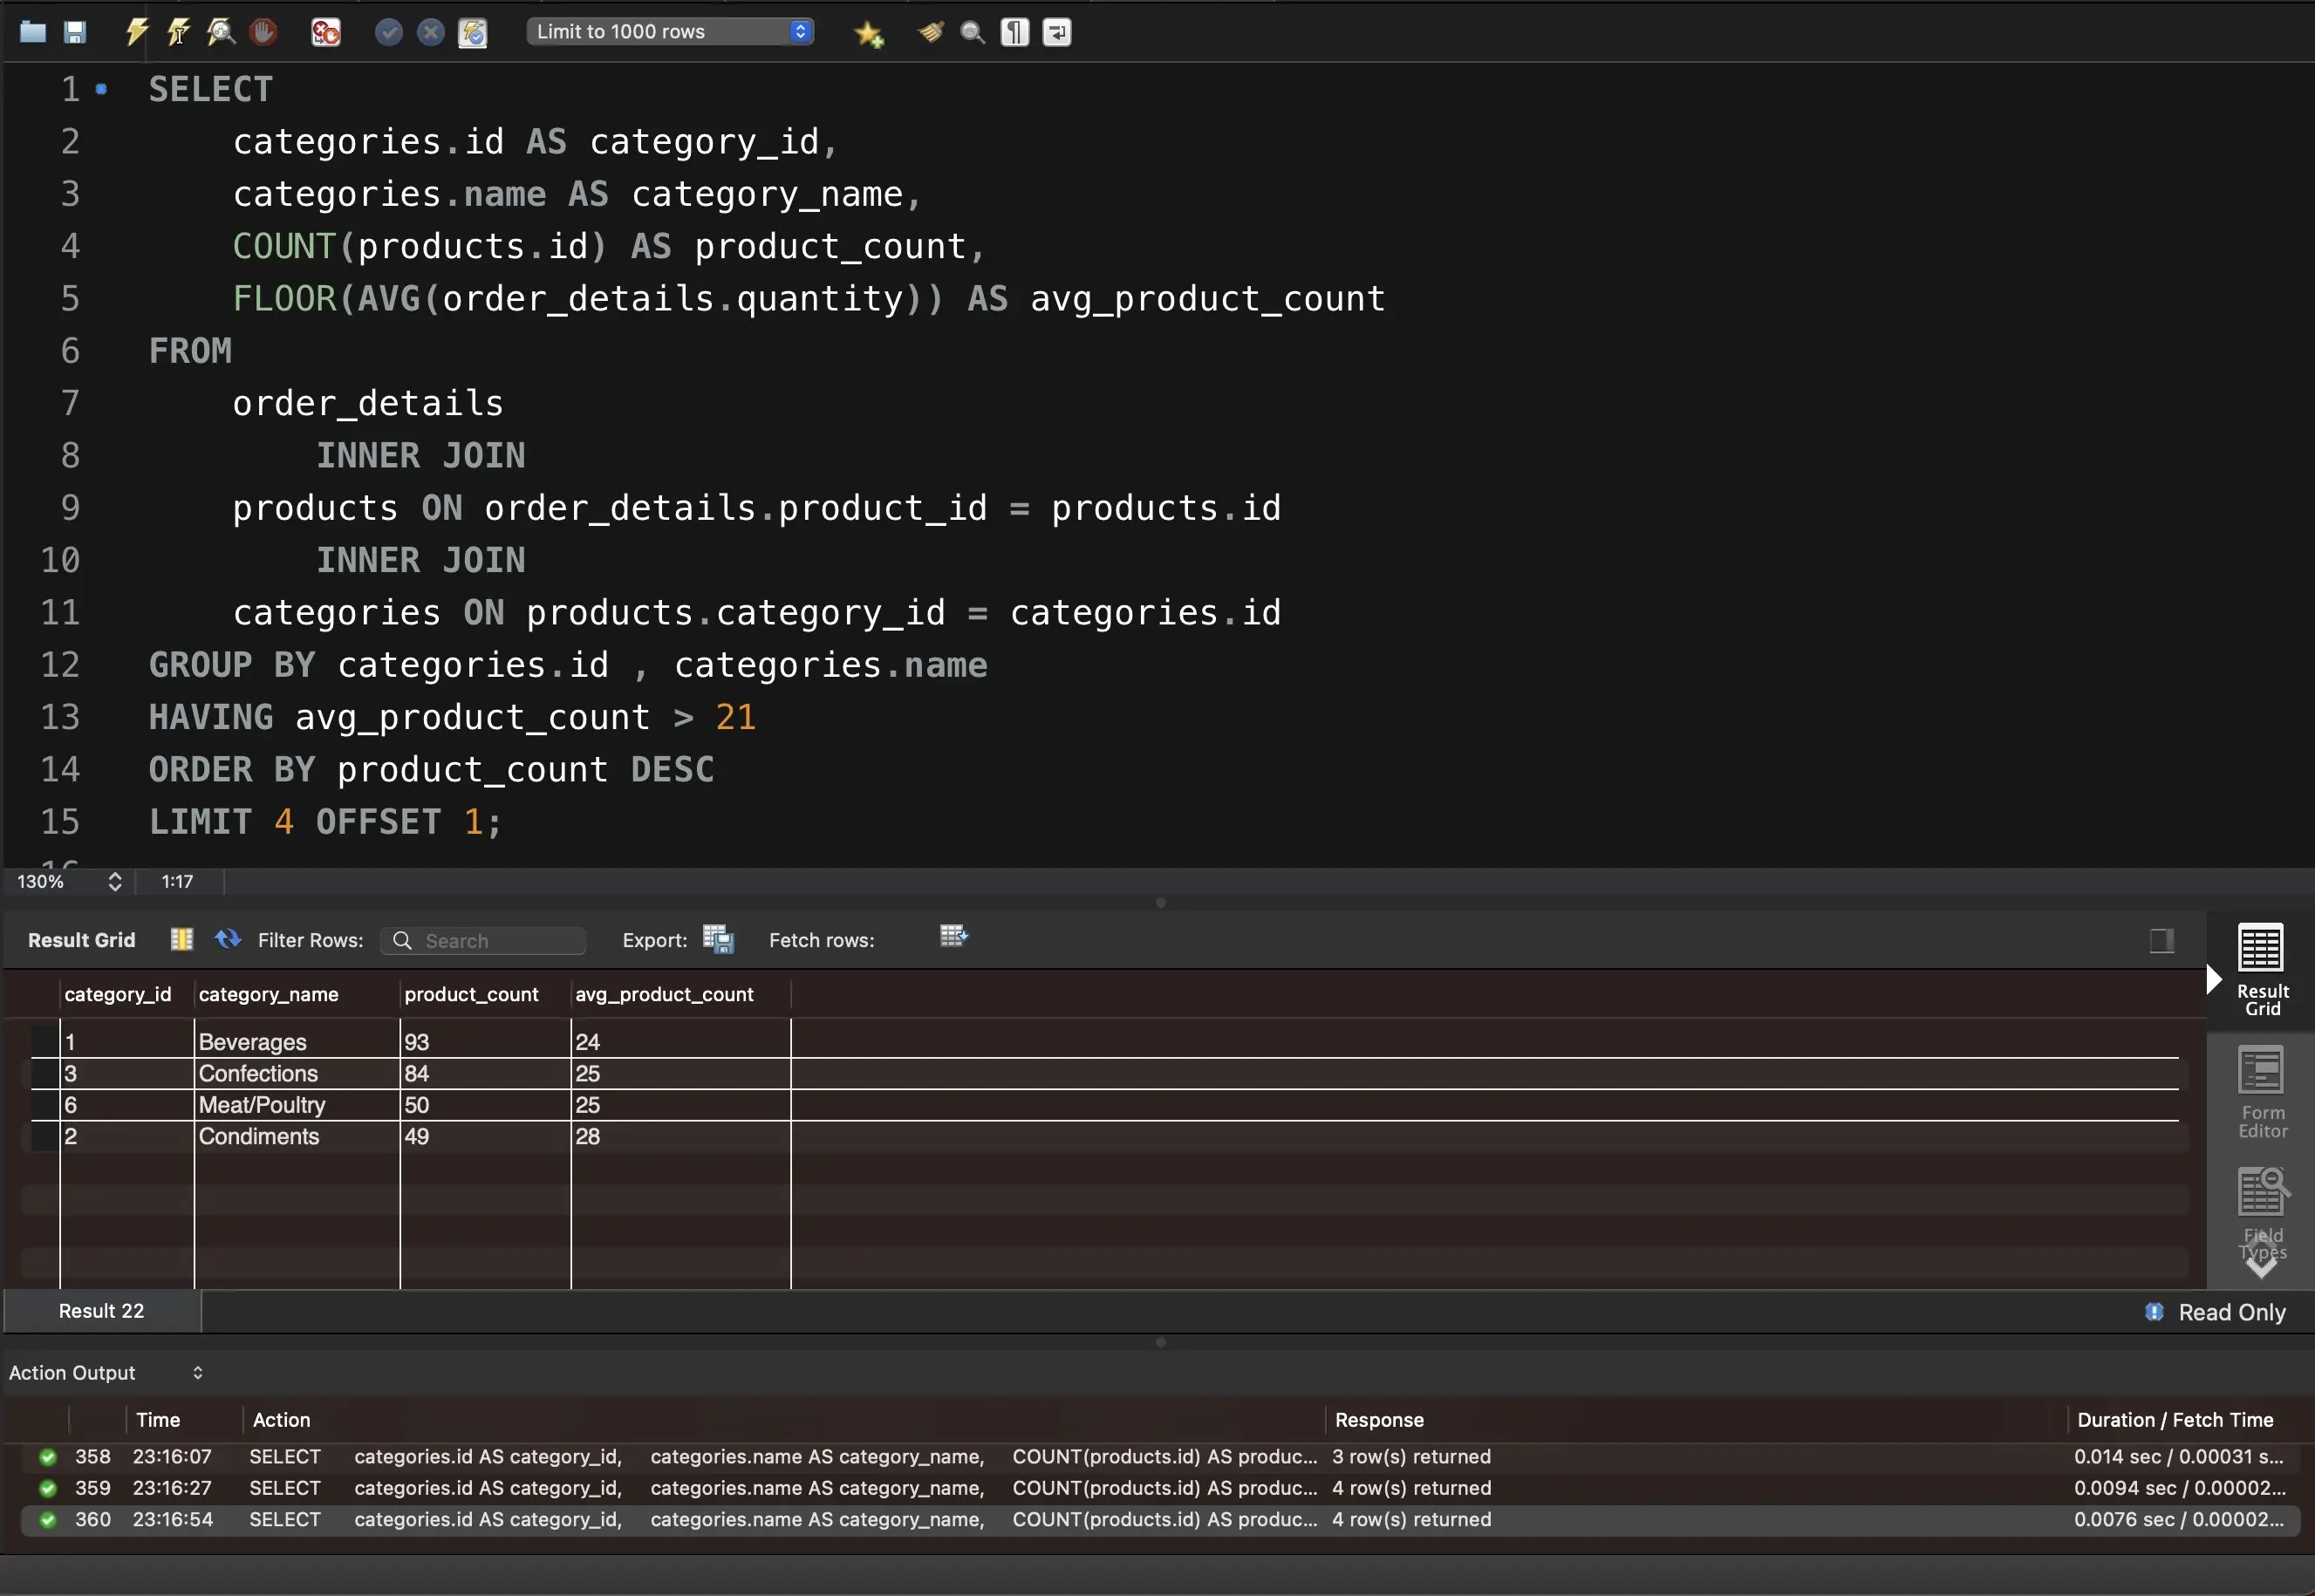 Limit to 1000 rows
1 SELECT
2 categories.id AS category_id,
3 categories.name AS category_name,
4 COUNT(products.id) AS product_count,
5 FLOOR(AVG(order_details.quantity)) AS avg_product_count
6 FROM
7 order_details
8 INNER JOIN
9 products ON order_details.product_id = products.id
10 INNER JOIN
11 categories ON products.category_id = categories.id
12 GROUP BY categories.id , categories.name
13 HAVING avg_product_count > 21
14 ORDER BY product_count DESC
15 LIMIT 4 OFFSET 1;
130% 1:17
Result Grid Filter Rows: Search Export: Fetch rows:
category_id category_name product_count avg_product_count
1 Beverages 93 24
3 Confections 84 25
6 Meat/Poultry 50 25
2 Condiments 49 28
Result
Grid
Form
Editor
Field
Types
Result 22 Read Only
Action Output
Time Action Response Duration / Fetch Time
358 23:16:07 SELECT categories.id AS category_id, categories.name AS category_name, COUNT(products.id) AS produc... 3 row(s) returned 0.014 sec / 0.00031 s...
359 23:16:27 SELECT categories.id AS category_id, categories.name AS category_name, COUNT(products.id) AS produc... 4 row(s) returned 0.0094 sec / 0.00002...
360 23:16:54 SELECT categories.id AS category_id, categories.name AS category_name, COUNT(products.id) AS produc... 4 row(s) returned 0.0076 sec / 0.00002...